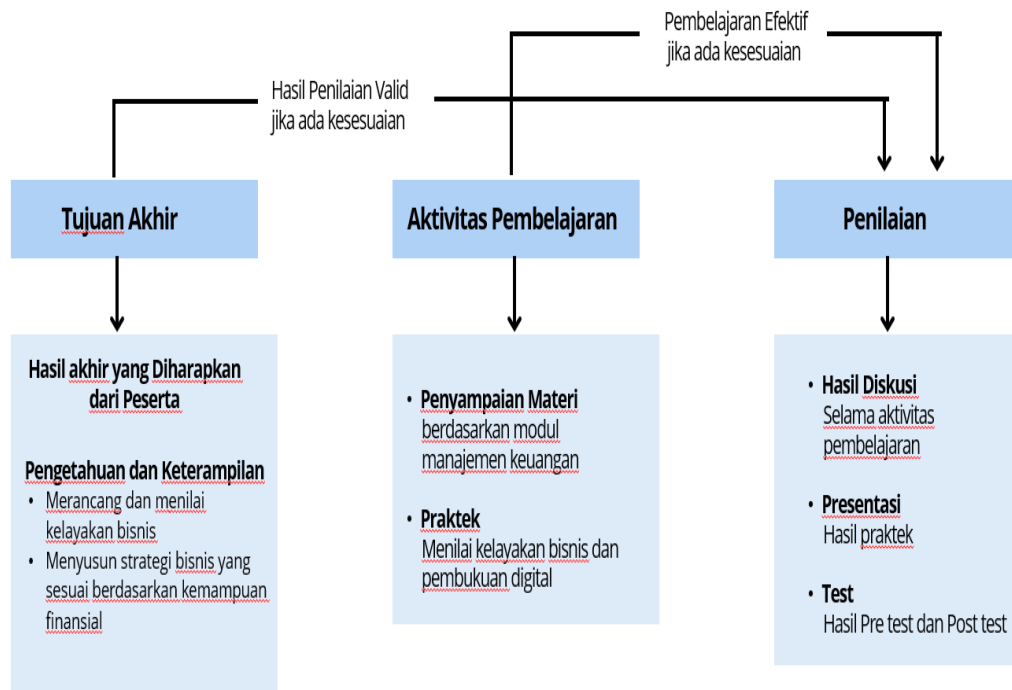 Pembelajaran Efektif
jika ada kesesuaian
Hasil Penilaian Valid
jika ada kesesuaian
Tujuan Akhir
Aktivitas Pembelajaran
Penilaian
Hasil akhir yang Diharapkan
dari Peserta
Pengetahuan dan Keterampilan
• Merancang dan menilai
kelayakan bisnis
• Menyusun strategi bisnis yang
sesuai berdasarkan kemampuan
finansial
• Penyampaian Materi
berdasarkan modul
manajemen keuangan
• Praktek
Menilai kelayakan bisnis dan
pembukuan digital
• Hasil Diskusi
Selama aktivitas
pembelajaran
• Presentasi
Hasil praktek
• Test
Hasil Pre test dan Post test